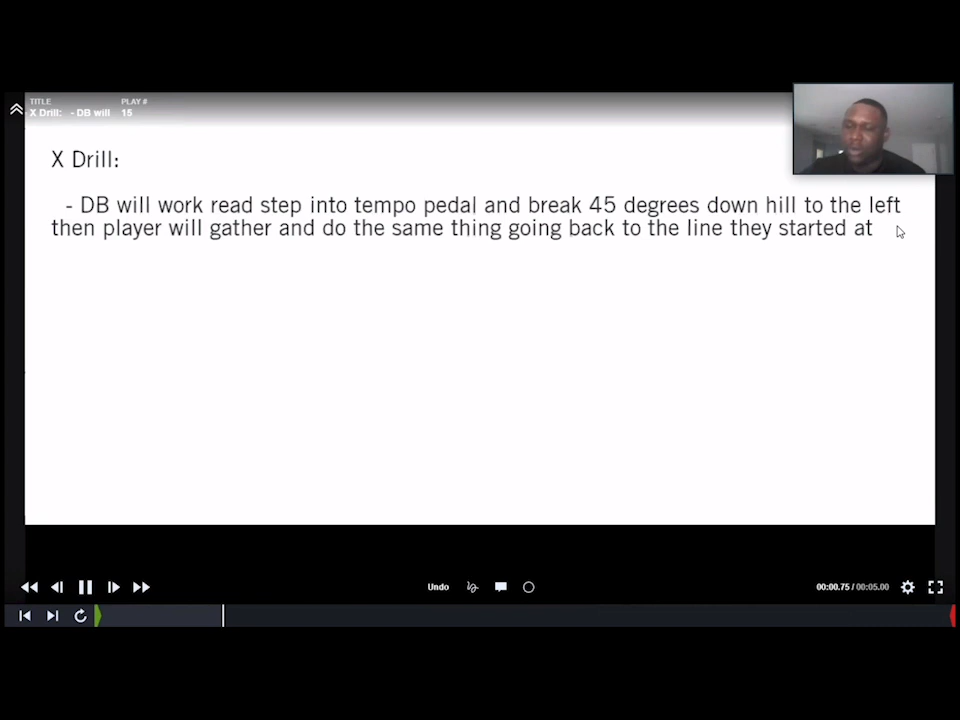 TITLE PLAY #
X Drill: - DB will 15
X Drill:
- DB will work read step into tempo pedal and break 45 degrees down hill to the left
then player will gather and do the same thing going back to the line they started at
Undo 00:00.75 / 00:05.00